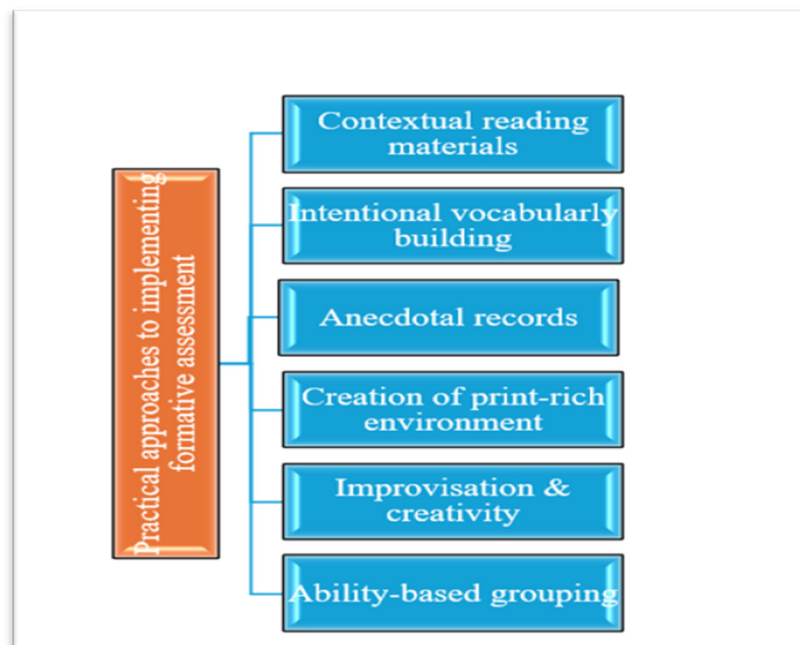 Practical approaches to implementing
formative assessment
Contextual reading
materials
Intentional vocabularly
building
Anecdotal records
Creation of print-rich
environment
Improvisation &
creativity
Ability-based grouping